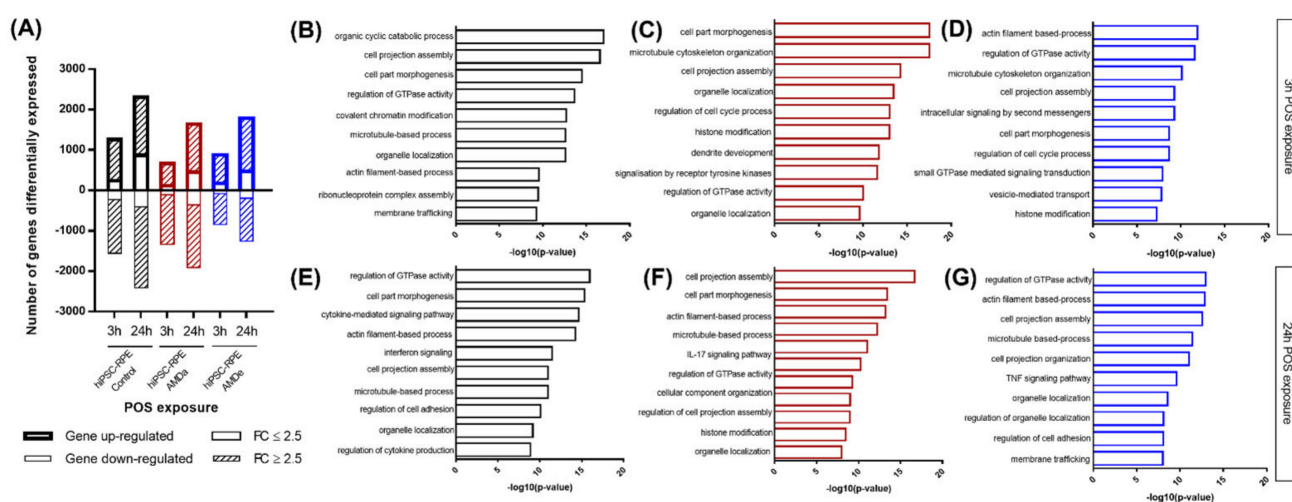 (A)
Number of genes differentially expressed
3000
2000
1000
0
-1000
-2000
-3000
3h 24h 3h 24h 3h 24h
hiPSC-RPE Control
hiPSC-RPE AMDa
hiPSC-RPE AMDe
POS exposure
Gene up-regulated
FC ≤ 2.5
Gene down-regulated
FC ≥ 2.5
(B)
organic cyclic catabolic process
cell projection assembly
cell part morphogenesis
regulation of GTPase activity
covalent chromatin modification
microtubule-based process
organelle localization
actin filament-based process
ribonucleoprotein complex assembly
membrane trafficking
0 5 10 15 20
-log10(p-value)
(C)
cell part morphogenesis
microtubule cytoskeleton organization
cell projection assembly
organelle localization
regulation of cell cycle process
histone modification
dendrite development
signalisation by receptor tyrosine kinases
regulation of GTPase activity
organelle localization
0 5 10 15 20
-log10(p-value)
(D)
actin filament based-process
regulation of GTPase activity
microtubule cytoskeleton organization
cell projection assembly
intracellular signaling by second messengers
cell part morphogenesis
regulation of cell cycle process
small GTPase mediated signaling transduction
vesicle-mediated transport
histone modification
0 5 10 15 20
-log10(p-value)
3h POS exposure
(E)
regulation of GTPase activity
cell part morphogenesis
cytokine-mediated signaling pathway
actin filament-based process
interferon signaling
cell projection assembly
microtubule-based process
regulation of cell adhesion
organelle localization
regulation of cytokine production
0 5 10 15 20
-log10(p-value)
(F)
cell projection assembly
cell part morphogenesis
actin filament-based process
microtubule-based process
IL-17 signaling pathway
regulation of GTPase activity
cellular component organization
regulation of cell projection assembly
histone modification
organelle localization
0 5 10 15 20
-log10(p-value)
(G)
regulation of GTPase activity
actin filament based-process
cell projection assembly
microtubule based-process
cell projection organization
TNF signaling pathway
organelle localization
regulation of organelle localization
regulation of cell adhesion
membrane trafficking
0 5 10 15 20
-log10(p-value)
24h POS exposure